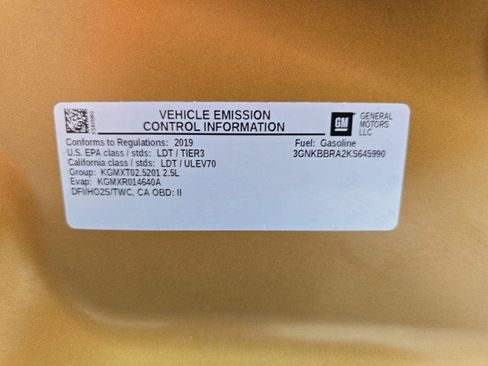 VEHICLE EMISSION
CONTROL INFORMATION
GM
GENERAL
MOTORS
LLC
Conforms to Regulations: 2019
U.S. EPA class / stds: LDT / TIER3
California class / stds: LDT / ULEV70
Group: KGMXT02.5201 2.5L
Evap: KGMXR014640A
DFI/HO2S/TWC, CA OBD: II
Fuel: Gasoline
3GNKBBRA2KS645990